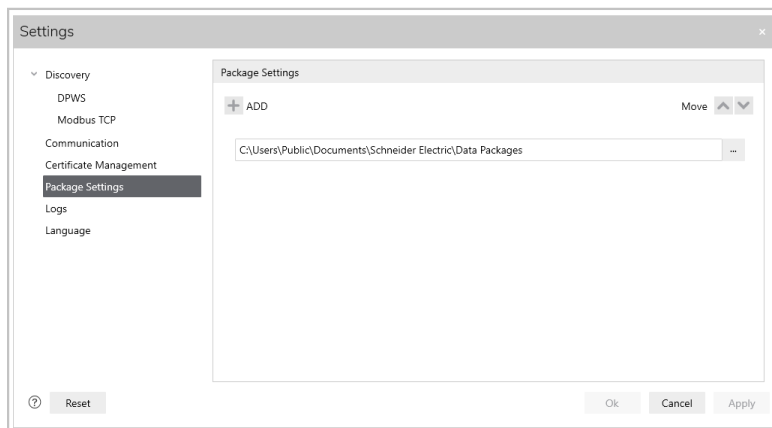 Settings
Discovery
DPWS
Modbus TCP
Communication
Certificate Management
Package Settings
Logs
Language
Package Settings
ADD
Move
C:\Users\Public\Documents\Schneider Electric\Data Packages
...
? Reset
Ok Cancel Apply